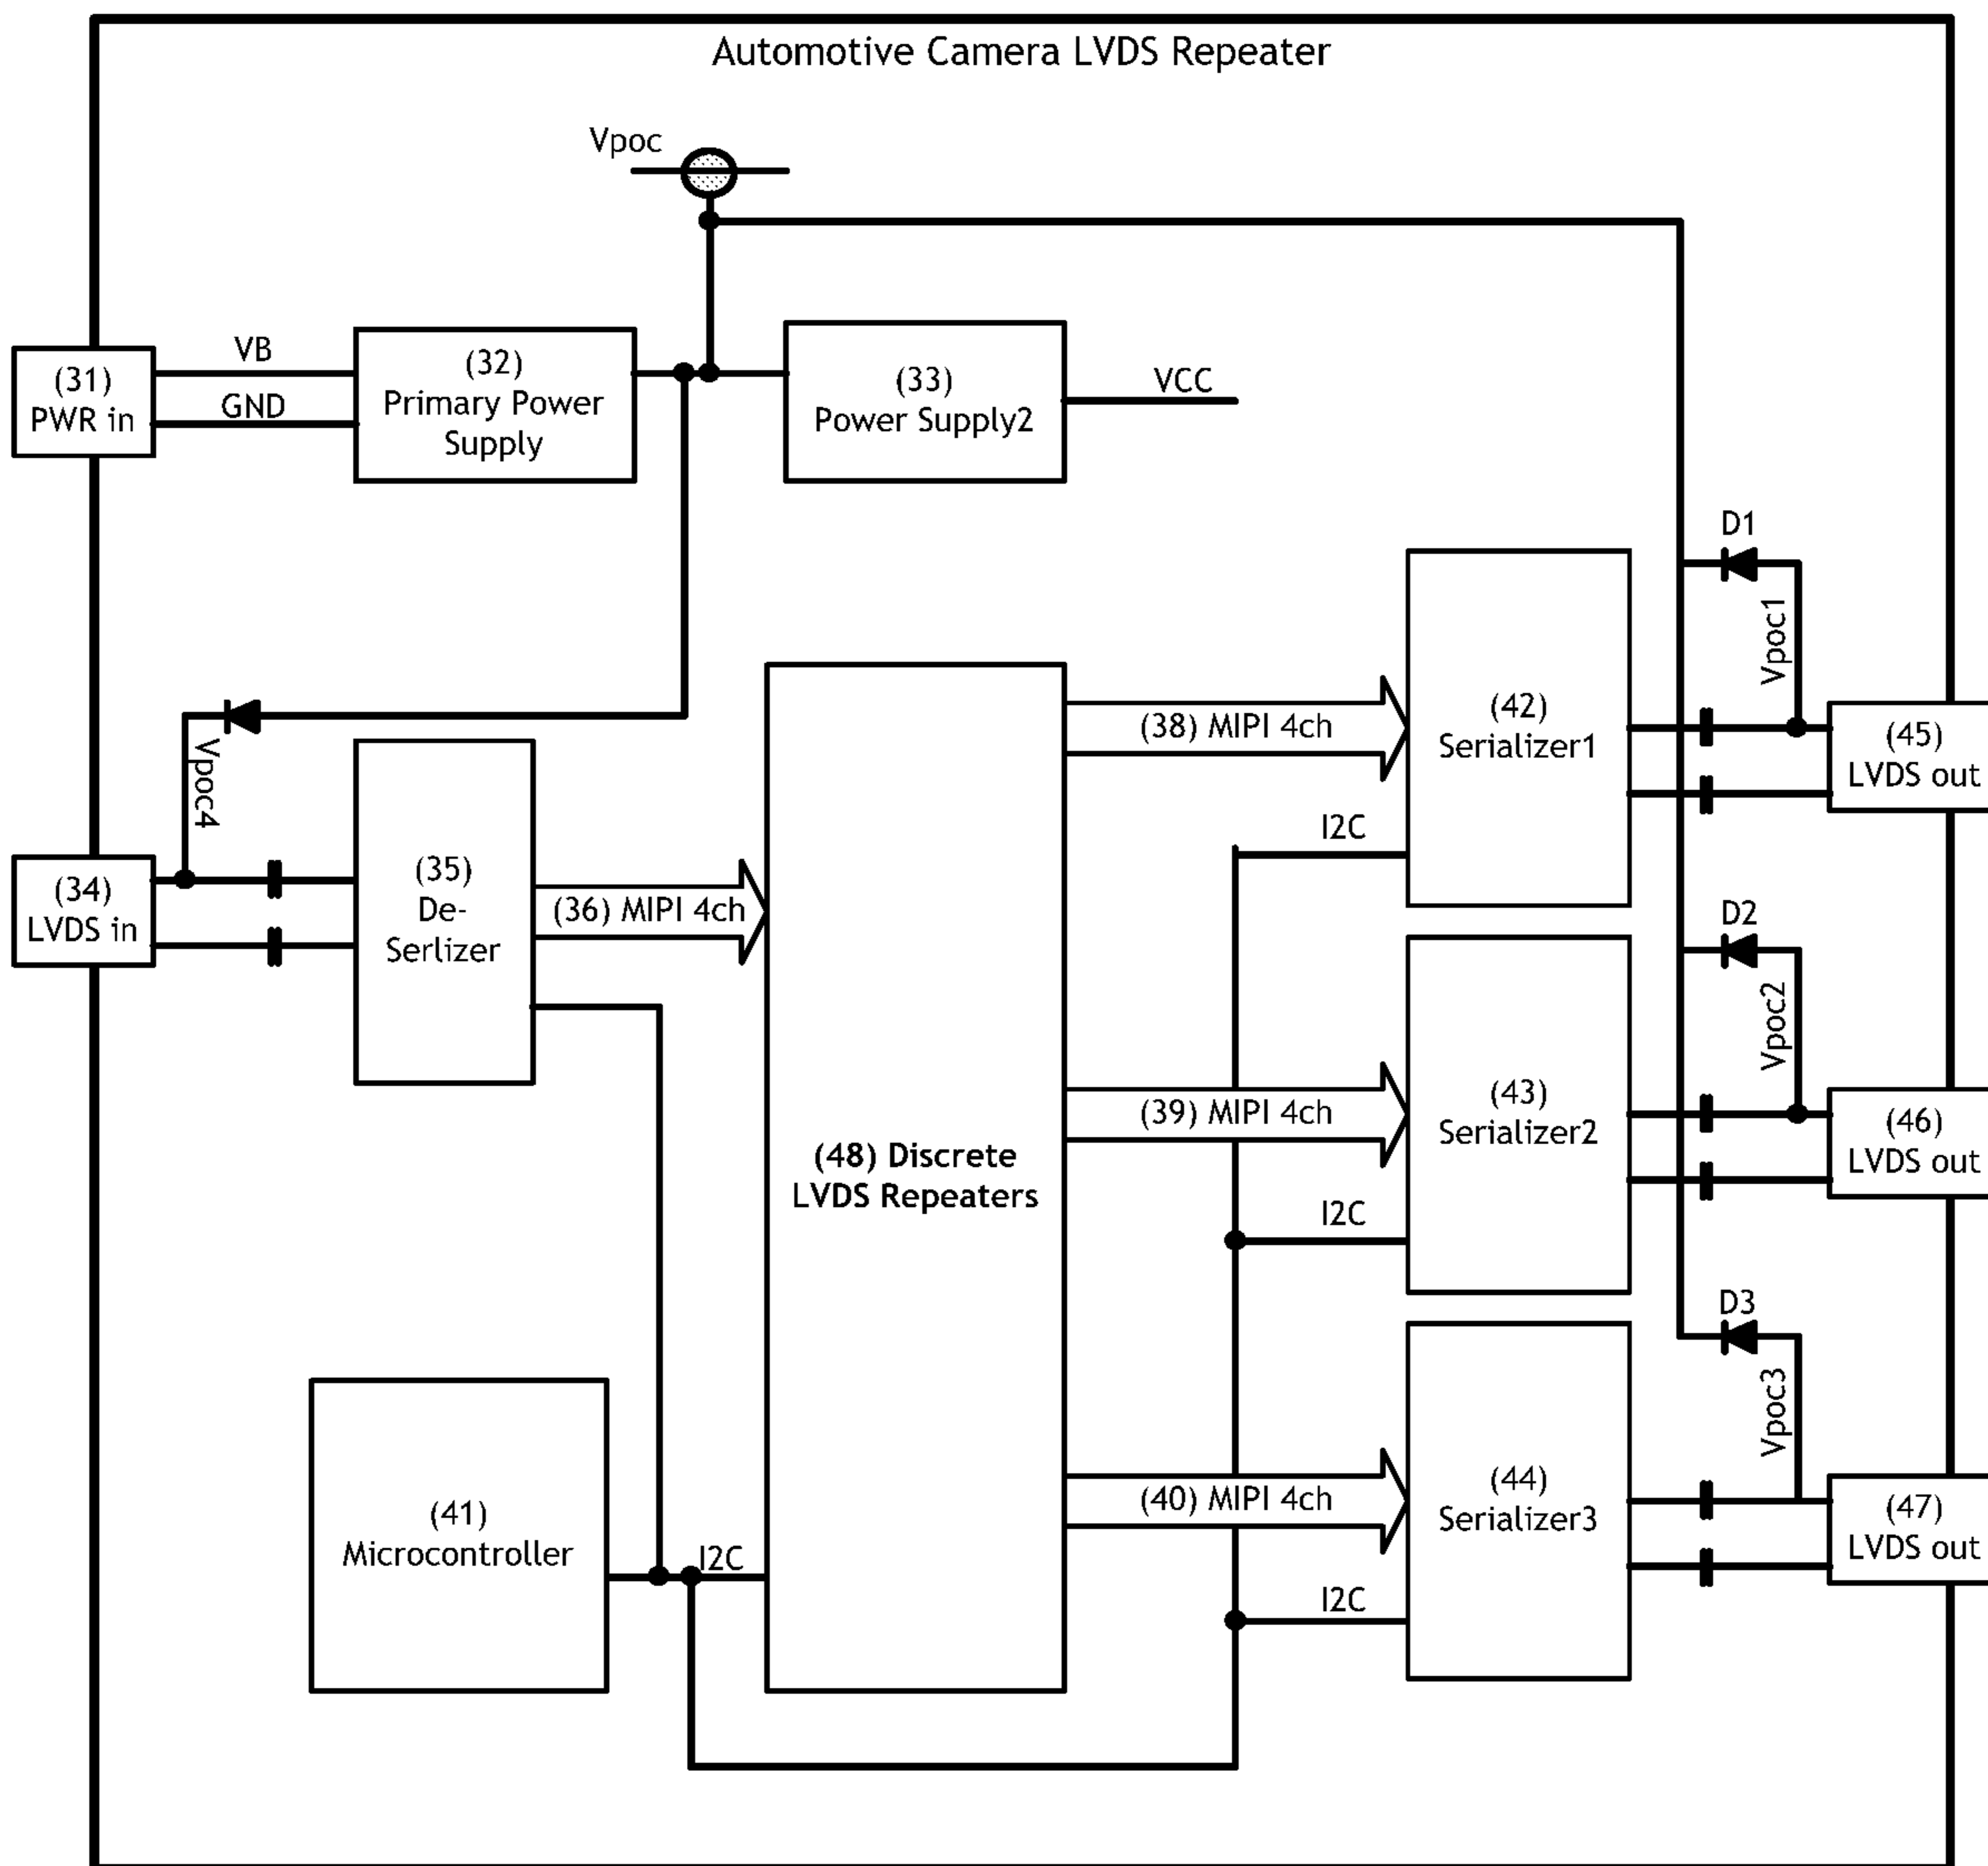 Automotive Camera LVDS Repeater
Vpoc
(31)
PWR in
VB
GND
(32)
Primary Power
Supply
(33)
Power Supply2
VCC
D1
Vpoc1
Vpoc4
(34)
LVDS in
(35)
De-
Serlizer
(36) MIPI 4ch
(38) MIPI 4ch
(42)
Serializer1
(45)
LVDS out
I2C
D2
Vpoc2
(39) MIPI 4ch
(43)
Serializer2
(46)
LVDS out
(48) Discrete
LVDS Repeaters
I2C
D3
Vpoc3
(40) MIPI 4ch
(44)
Serializer3
(47)
LVDS out
(41)
Microcontroller
I2C
I2C